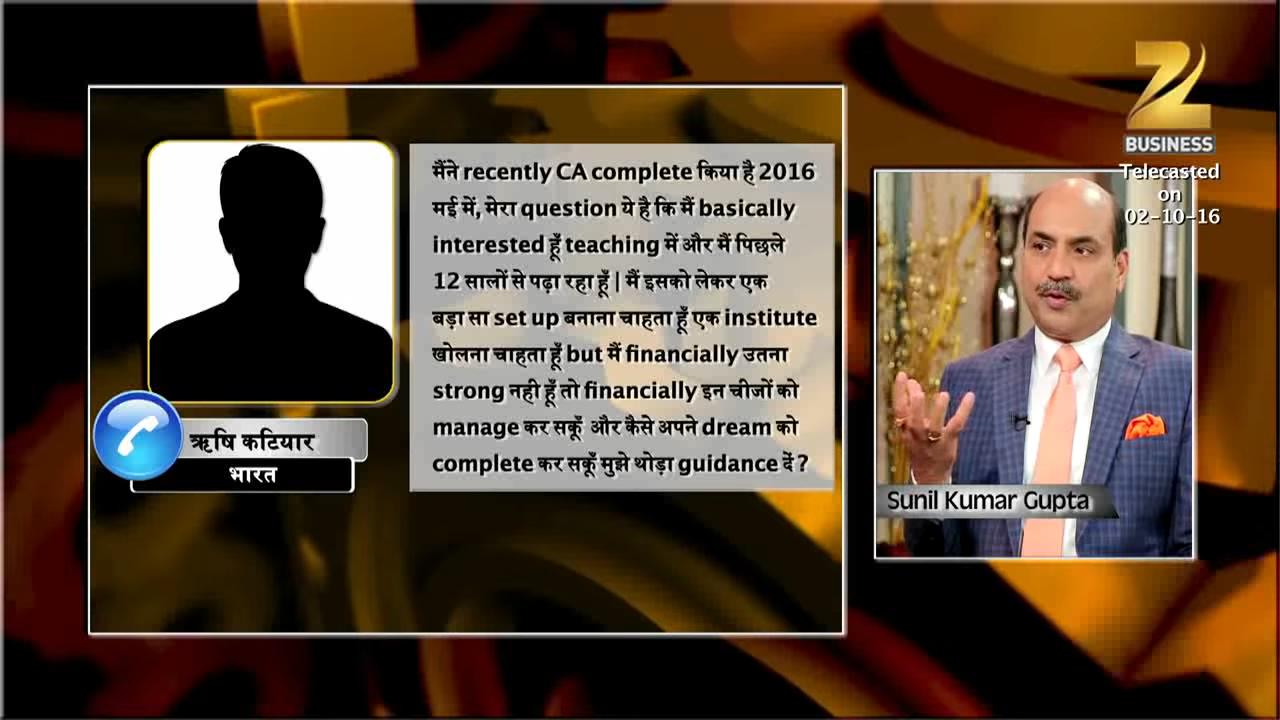 मैंने recently CA complete किया है 2016
मई में, मेरा question ये है कि मैं basically
interested हूँ teaching में और मैं पिछले
12 सालों से पढ़ा रहा हूँ | मैं इसको लेकर एक
बड़ा सा set up बनाना चाहता हूँ एक institute
खोलना चाहता हूँ but मैं financially उतना
strong नही हूँ तो financially इन चीजों को
manage कर सकूँ और कैसे अपने dream को
complete कर सकूँ मुझे थोड़ा guidance दें ?
ऋषि कटियार
भारत
Z
BUSINESS
Telecasted
on
02-10-16
Sunil Kumar Gupta